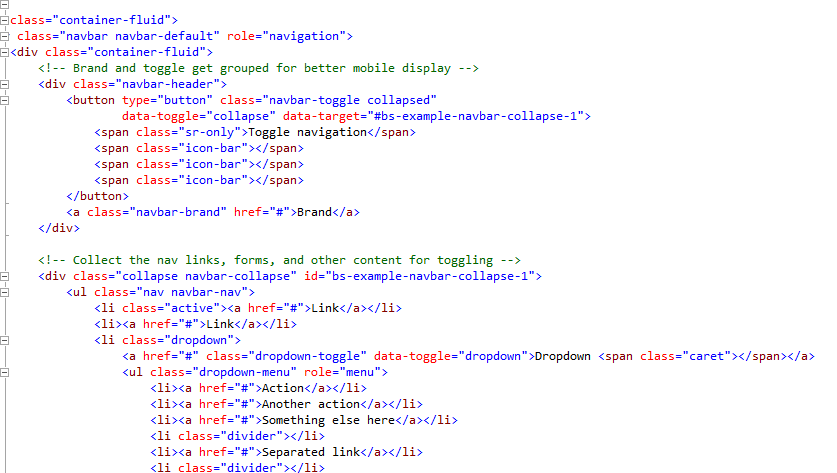 class="container-fluid">
class="navbar navbar-default" role="navigation">
<div class="container-fluid">
<!-- Brand and toggle get grouped for better mobile display -->
<div class="navbar-header">
<button type="button" class="navbar-toggle collapsed"
data-toggle="collapse" data-target="#bs-example-navbar-collapse-1">
<span class="sr-only">Toggle navigation</span>
<span class="icon-bar"></span>
<span class="icon-bar"></span>
<span class="icon-bar"></span>
</button>
<a class="navbar-brand" href="#">Brand</a>
</div>
<!-- Collect the nav links, forms, and other content for toggling -->
<div class="collapse navbar-collapse" id="bs-example-navbar-collapse-1">
<ul class="nav navbar-nav">
<li class="active"><a href="#">Link</a></li>
<li><a href="#">Link</a></li>
<li class="dropdown">
<a href="#" class="dropdown-toggle" data-toggle="dropdown">Dropdown <span class="caret"></span></a>
<ul class="dropdown-menu" role="menu">
<li><a href="#">Action</a></li>
<li><a href="#">Another action</a></li>
<li><a href="#">Something else here</a></li>
<li class="divider"></li>
<li><a href="#">Separated link</a></li>
<li class="divider"></li>